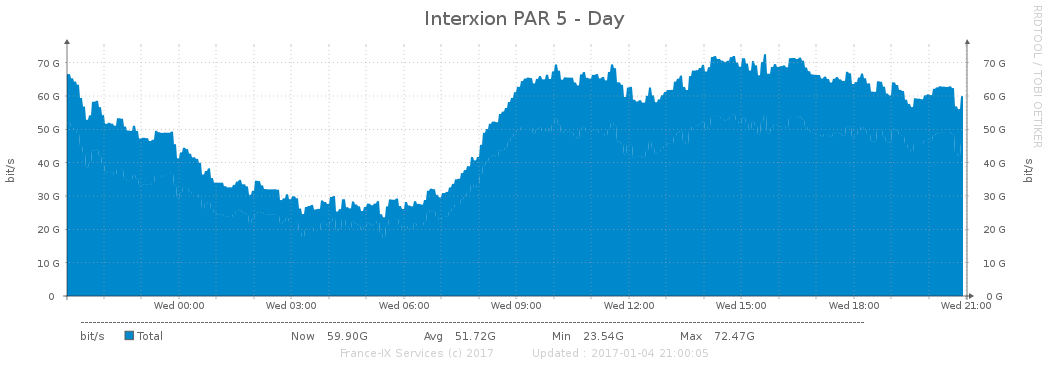 Interxion PAR 5 - Day
RRDTOOL / TOBI OETIKER
bit/s
70 G 70 G
60 G 60 G
50 G 50 G
40 G 40 G
30 G 30 G
20 G 20 G
10 G 10 G
0 0 G
bit/s
Wed 00:00 Wed 03:00 Wed 06:00 Wed 09:00 Wed 12:00 Wed 15:00 Wed 18:00 Wed 21:00
bit/s Total Now 59.90G Avg 51.72G Min 23.54G Max 72.47G
France-IX Services (c) 2017 Updated : 2017-01-04 21:00:05